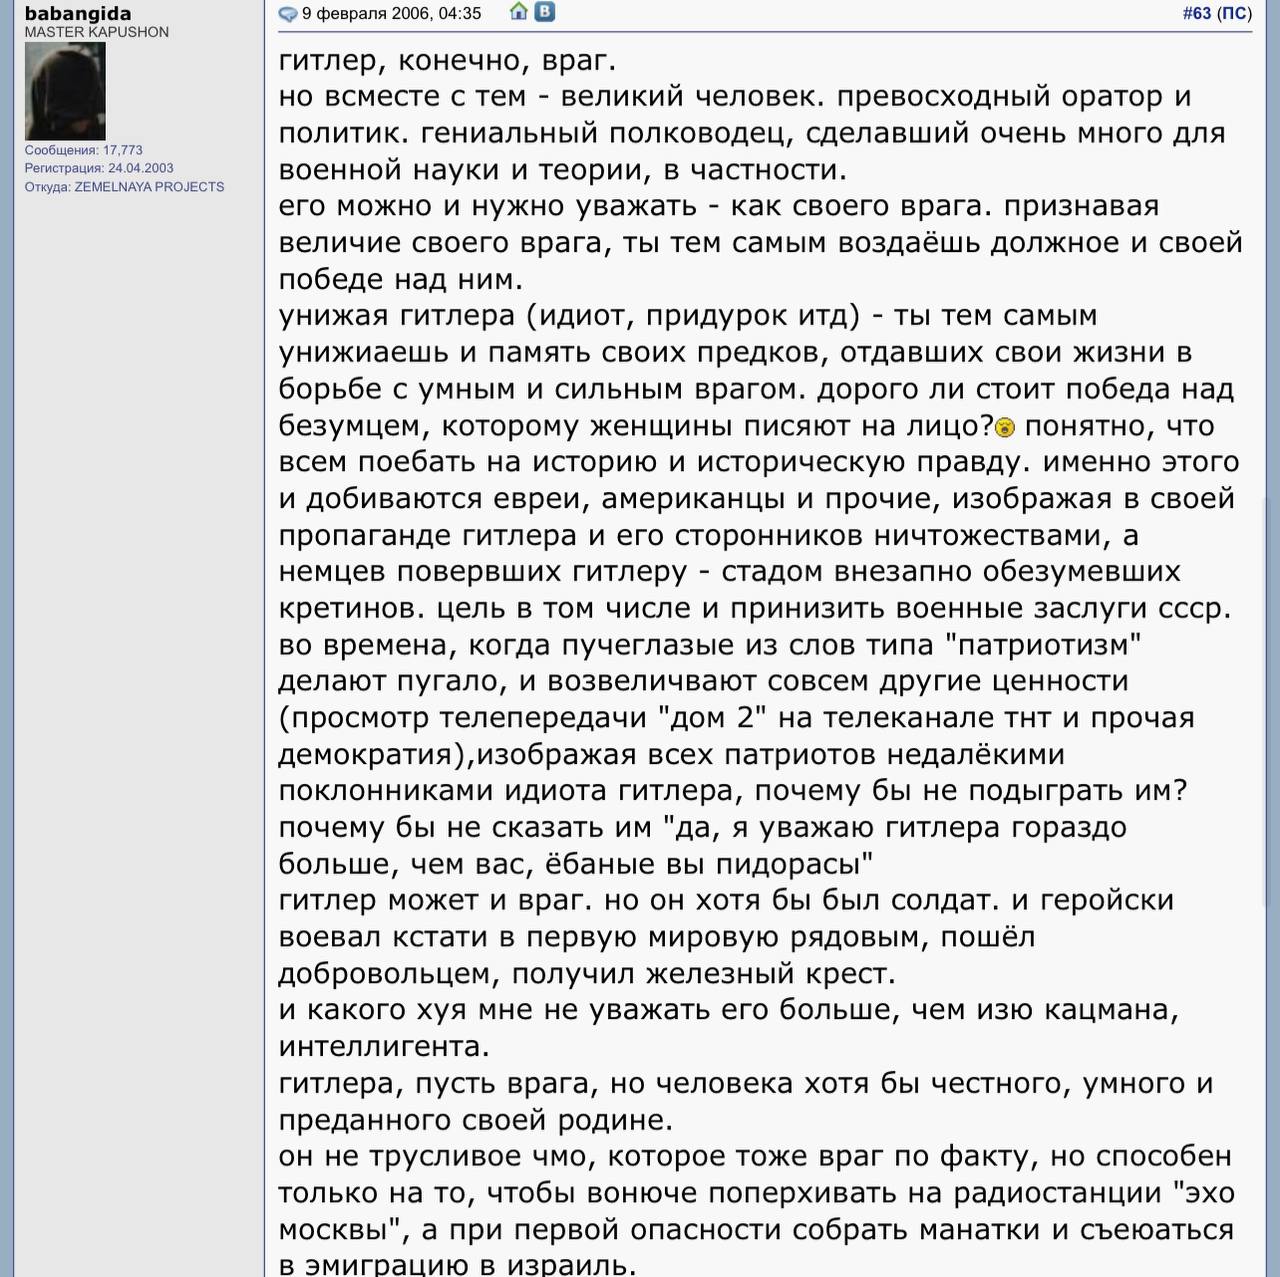 babangida
MASTER KAPUSHON
Сообщения: 17,773
Регистрация: 24.04.2003
Откуда: ZEMELNAYA PROJECTS
9 февраля 2006, 04:35
В
#63 (ПС)
гитлер, конечно, враг.
но всместе с тем - великий человек. превосходный оратор и
политик. гениальный полководец, сделавший очень много для
военной науки и теории, в частности.
его можно и нужно уважать - как своего врага. признавая
величие своего врага, ты тем самым воздаёшь должное и своей
победе над ним.
унижая гитлера (идиот, придурок итд) - ты тем самым
унижиаешь и память своих предков, отдавших свои жизни в
борьбе с умным и сильным врагом. дорого ли стоит победа над
безумцем, которому женщины писяют на лицо? понятно, что
всем поебать на историю и историческую правду. именно этого
и добиваются евреи, американцы и прочие, изображая в своей
пропаганде гитлера и его сторонников ничтожествами, а
немцев повервших гитлеру - стадом внезапно обезумевших
кретинов. цель в том числе и принизить военные заслуги ссср.
во времена, когда пучеглазые из слов типа "патриотизм"
делают пугало, и возвеличвают совсем другие ценности
(просмотр телепередачи "дом 2" на телеканале тнт и прочая
демократия),изображая всех патриотов недалёкими
поклонниками идиота гитлера, почему бы не подыграть им?
почему бы не сказать им "да, я уважаю гитлера гораздо
больше, чем вас, ёбаные вы пидорасы"
гитлер может и враг. но он хотя бы был солдат. и геройски
воевал кстати в первую мировую рядовым, пошёл
добровольцем, получил железный крест.
и какого хуя мне не уважать его больше, чем изю кацмана,
интеллигента.
гитлера, пусть врага, но человека хотя бы честного, умного и
преданного своей родине.
он не трусливое чмо, которое тоже враг по факту, но способен
только на то, чтобы вонюче поперхивать на радиостанции "эхо
москвы", а при первой опасности собрать манатки и съеюаться
в эмиграцию в израиль.